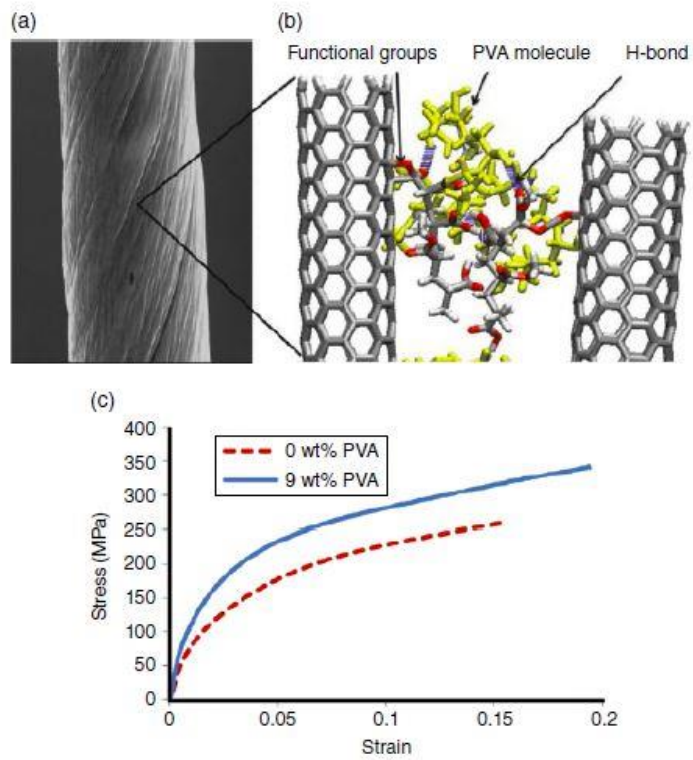 (a)
(b)
Functional groups PVA molecule H-bond
(c)
400
350
300
250
200
150
100
50
0
Stress (MPa)
0 wt% PVA
9 wt% PVA
0 0.05 0.1 0.15 0.2
Strain